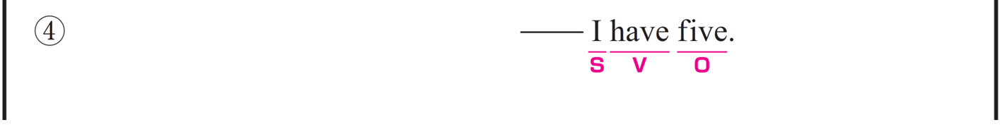 ④ —— I have five.
S V O